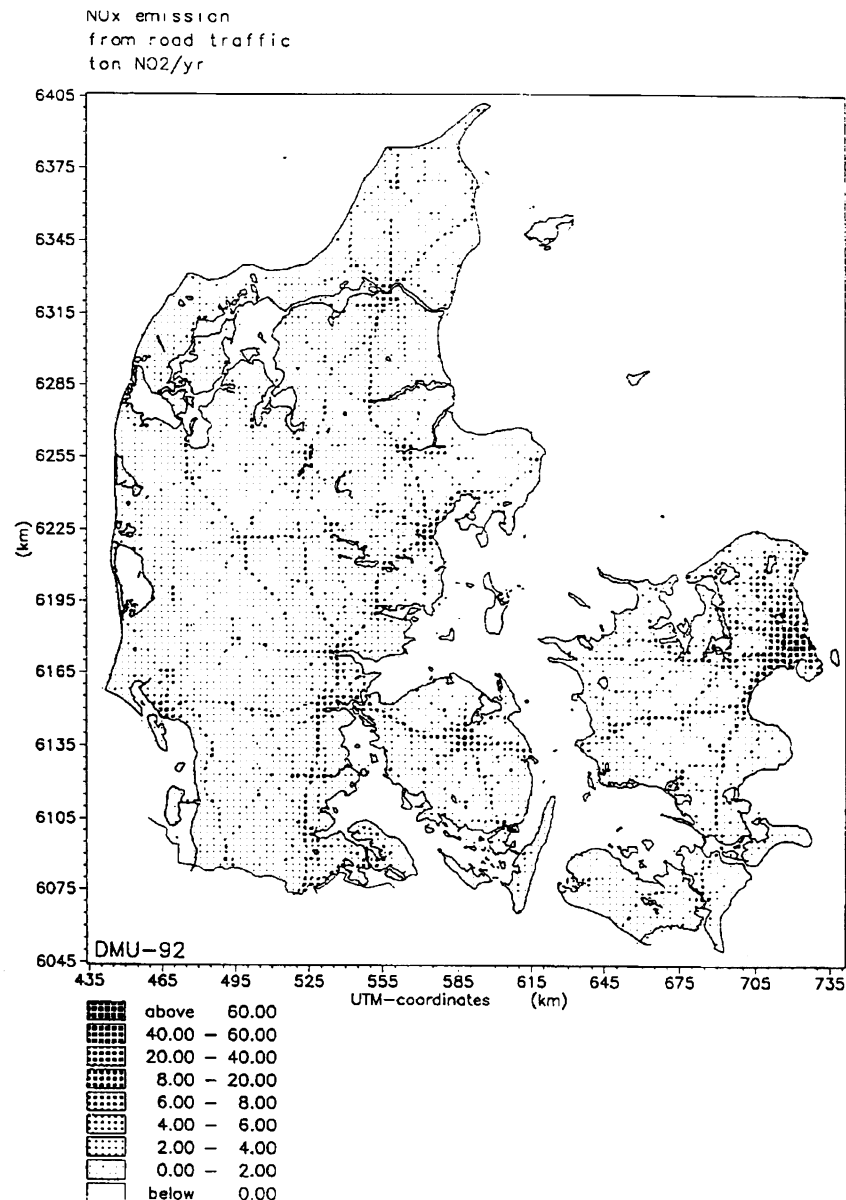 NOx emission
from road traffic
ton NO2/yr
6405
6375
6345
6315
6285
6255
6225
(km)
6195
6165
6135
6105
6075
6045
DMU-92
435 465 495 525 555 585 615 645 675 705 735
UTM-coordinates (km)
above 60.00
40.00 - 60.00
20.00 - 40.00
8.00 - 20.00
6.00 - 8.00
4.00 - 6.00
2.00 - 4.00
0.00 - 2.00
below 0.00